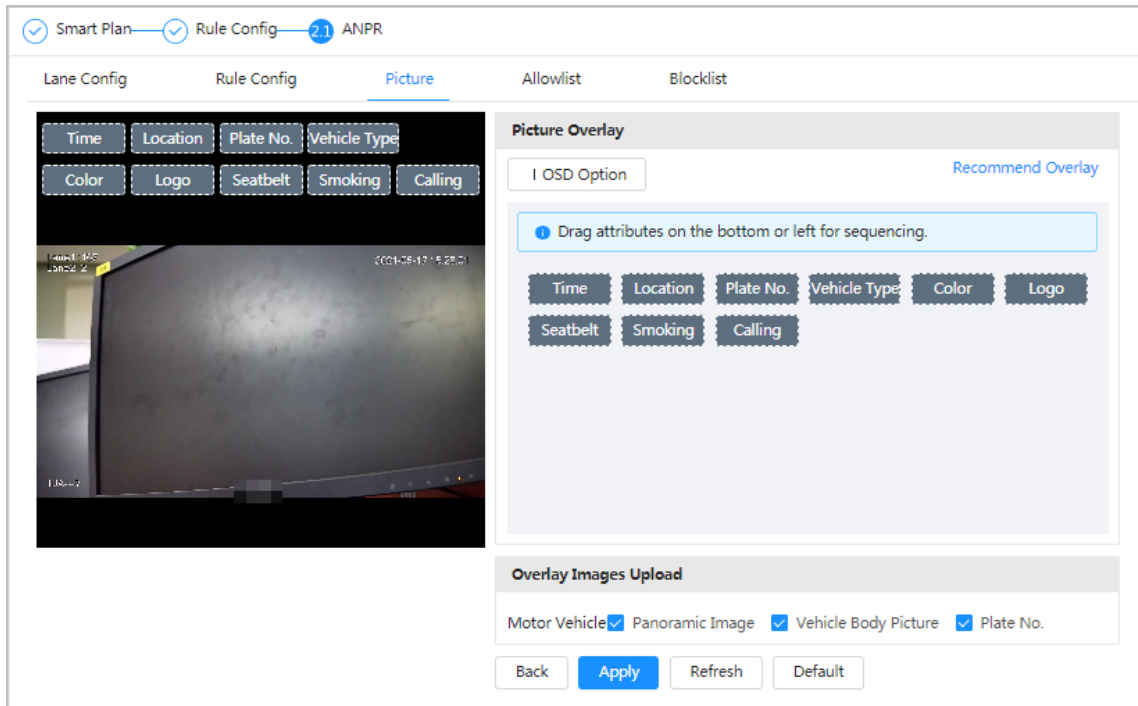 Smart Plan Rule Config 2.1 ANPR
Lane Config Rule Config Picture Allowlist Blocklist
Time Location Plate No. Vehicle Type
Color Logo Seatbelt Smoking Calling
Picture Overlay
I OSD Option Recommend Overlay
Drag attributes on the bottom or left for sequencing.
Time Location Plate No. Vehicle Type Color Logo
Seatbelt Smoking Calling
Overlay Images Upload
Motor Vehicle Panoramic Image Vehicle Body Picture Plate No.
Back Apply Refresh Default